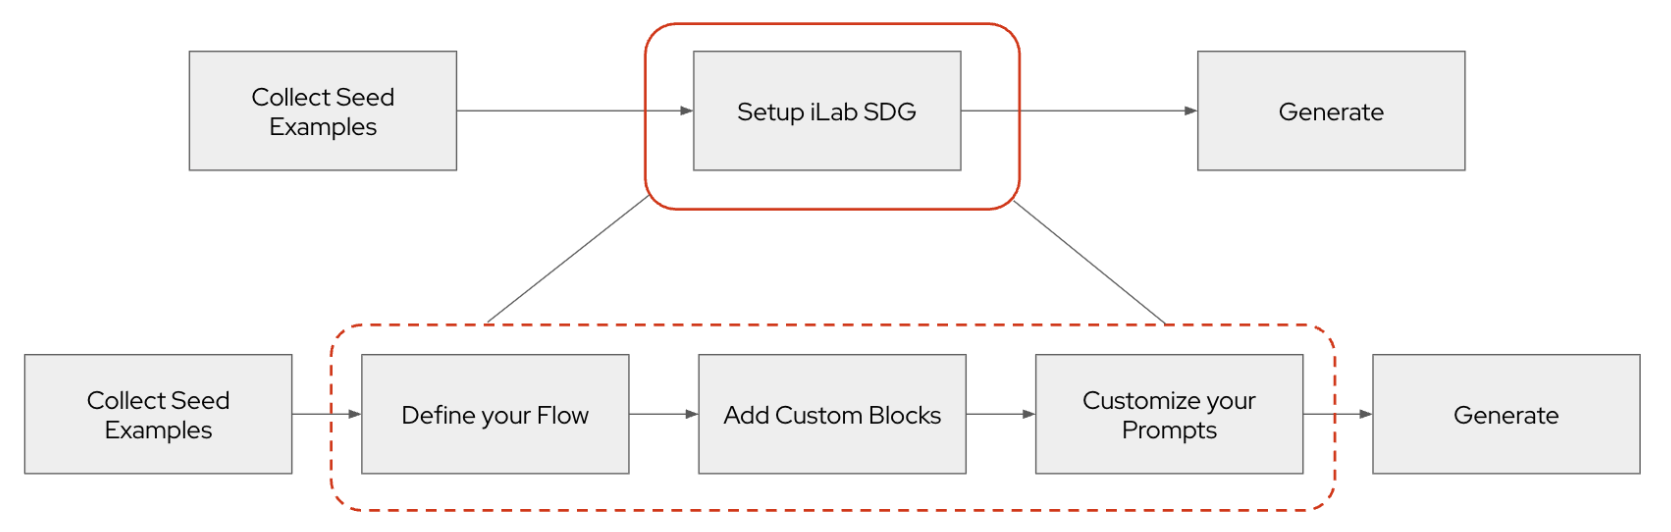 Collect Seed
Examples
Setup iLab SDG
Generate
Collect Seed
Examples
Define your Flow
Add Custom Blocks
Customize your
Prompts
Generate